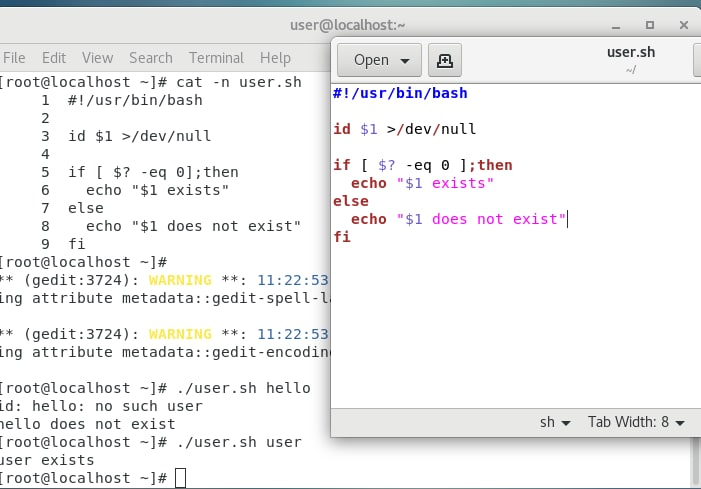 user@localhost:~
File Edit View Search Terminal Help
[root@localhost ~]# cat -n user.sh
1 #!/usr/bin/bash
2
3 id $1 >/dev/null
4
5 if [ $? -eq 0];then
6 echo "$1 exists"
7 else
8 echo "$1 does not exist"
9 fi
[root@localhost ~]#
** (gedit:3724): WARNING **: 11:22:53
ing attribute metadata::gedit-spell-la
** (gedit:3724): WARNING **: 11:22:53
ing attribute metadata::gedit-encodin
[root@localhost ~]# ./user.sh hello
id: hello: no such user
hello does not exist
[root@localhost ~]# ./user.sh user
user exists
[root@localhost ~]#
Open
user.sh
~/
#!/usr/bin/bash
id $1 >/dev/null
if [ $? -eq 0 ];then
echo "$1 exists"
else
echo "$1 does not exist"
fi
sh Tab Width: 8